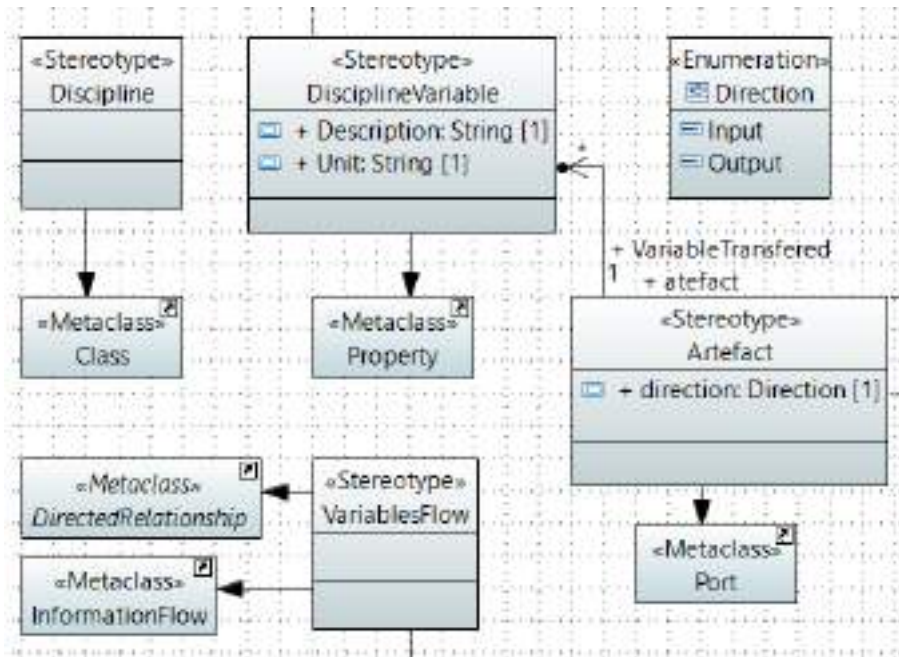 «Stereotype»
Discipline
«Stereotype»
DisciplineVariable
+ Description: String [1]
+ Unit: String [1]
«Enumeration»
Direction
Input
Output
*
+ VariableTransfered
1
+ atefact
«Metaclass»
Class
«Metaclass»
Property
«Stereotype»
Artefact
+ direction: Direction [1]
«Metaclass»
DirectedRelationship
«Stereotype»
VariablesFlow
«Metaclass»
InformationFlow
«Metaclass»
Port